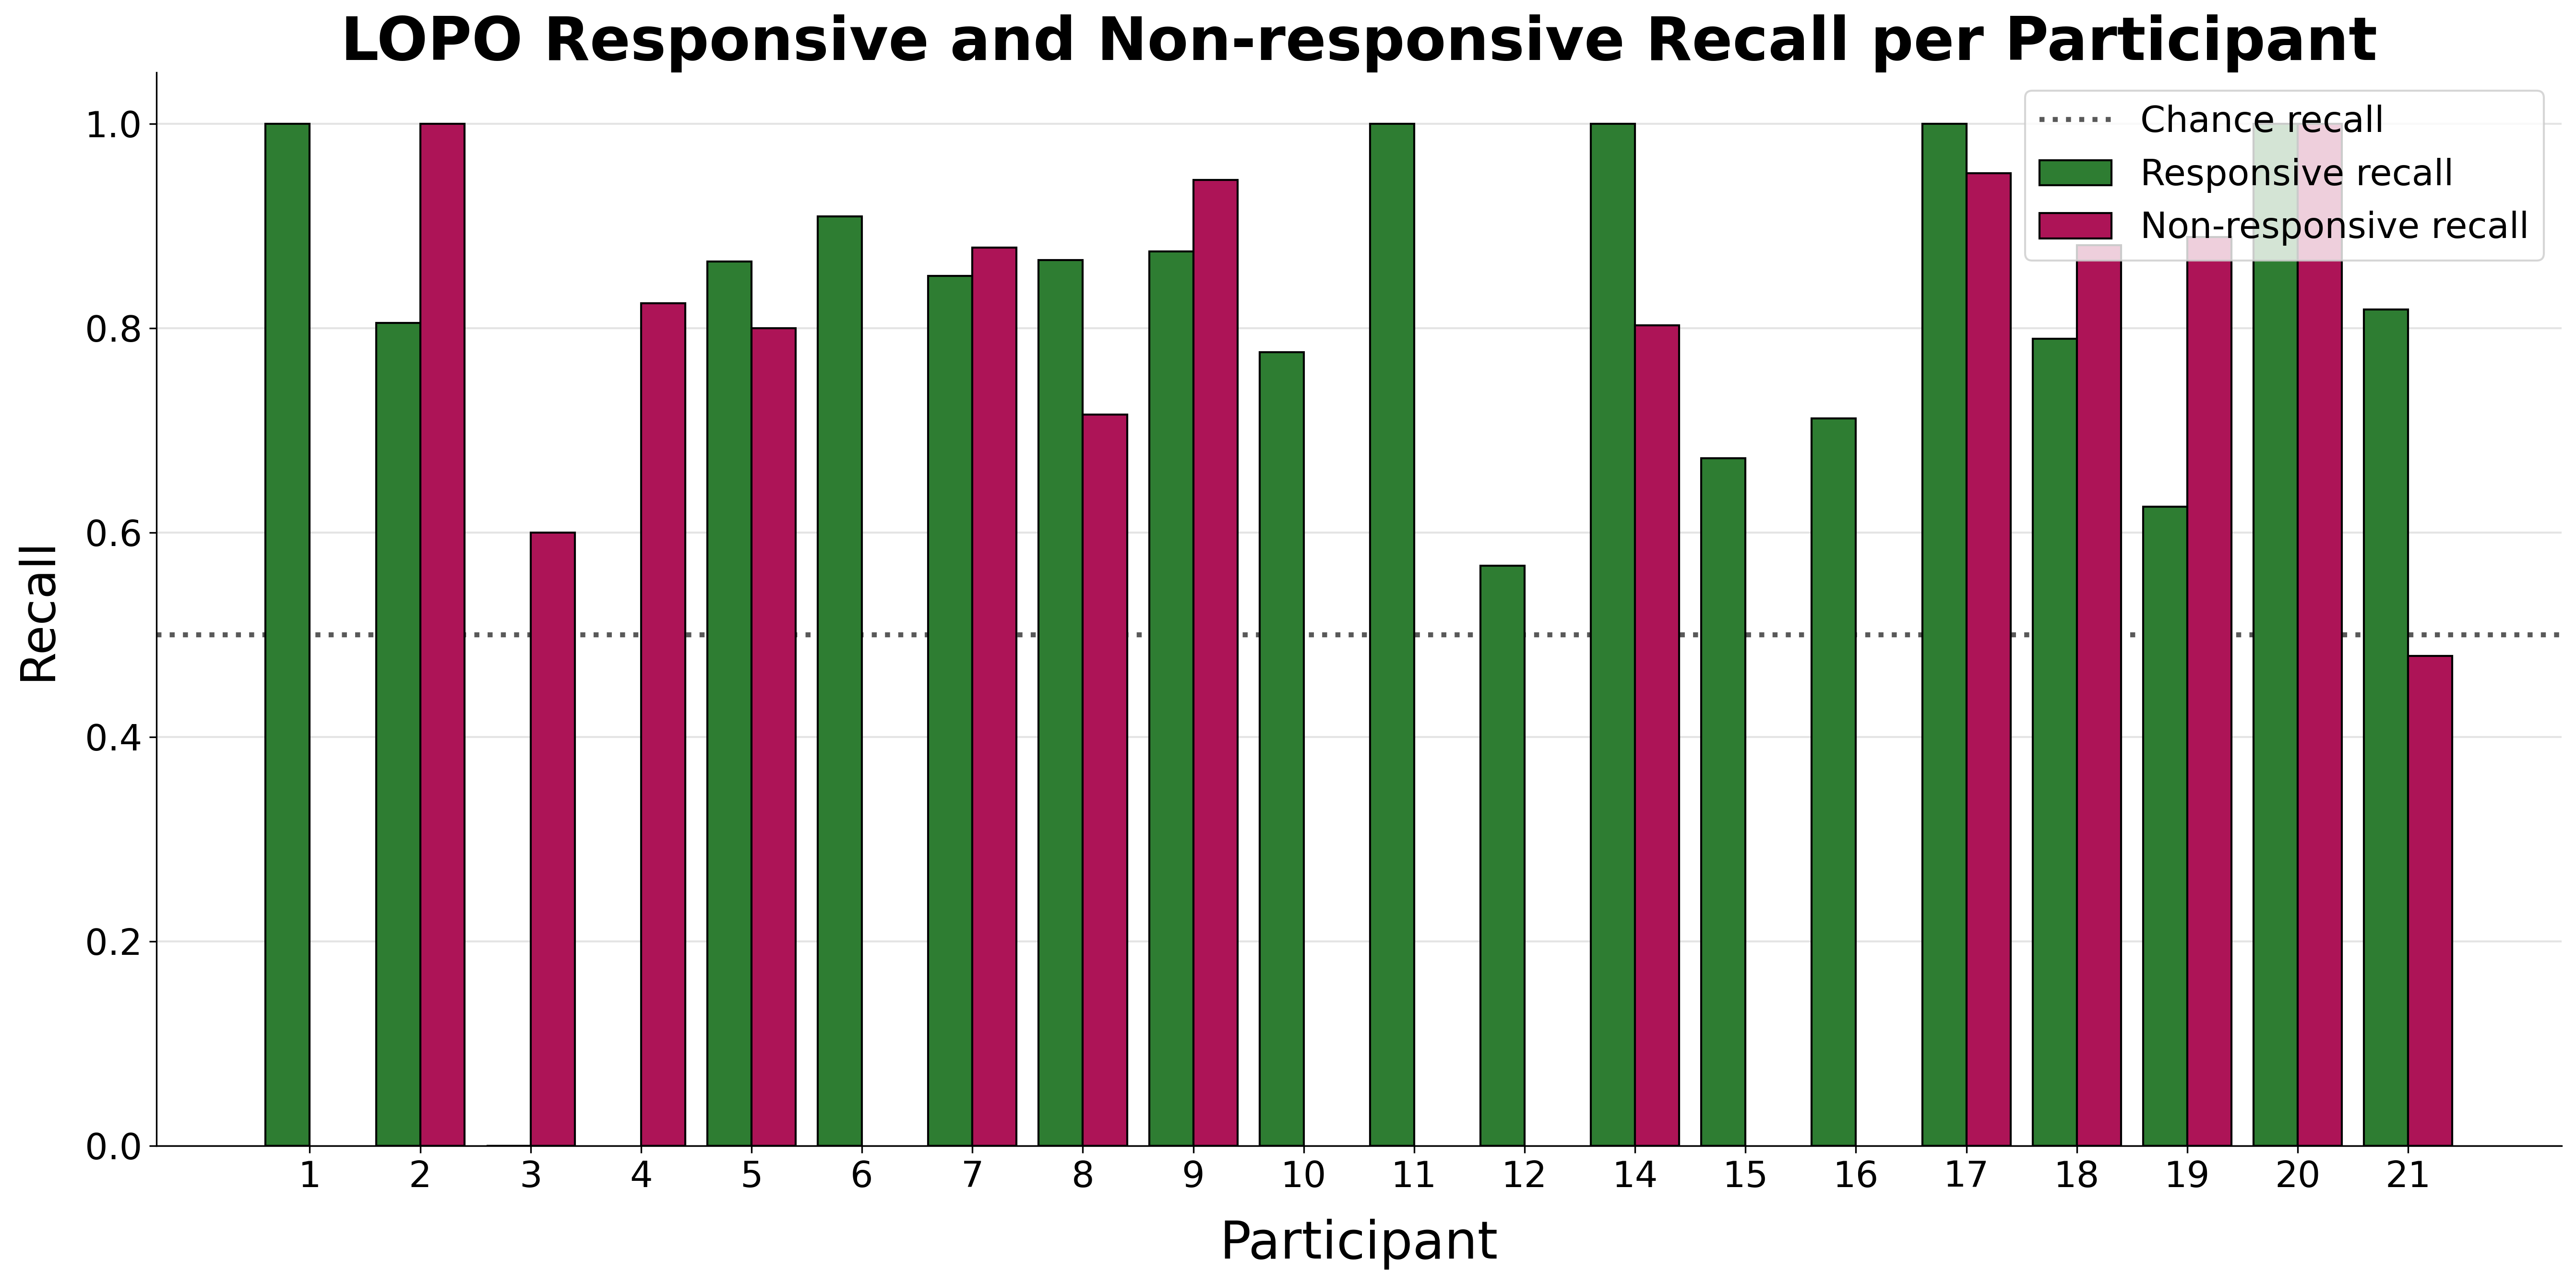 LOPO Responsive and Non-responsive Recall per Participant
Chance recall
Responsive recall
Non-responsive recall
1.0
0.8
0.6
0.4
0.2
0.0
Recall
1 2 3 4 5 6 7 8 9 10 11 12 14 15 16 17 18 19 20 21
Participant